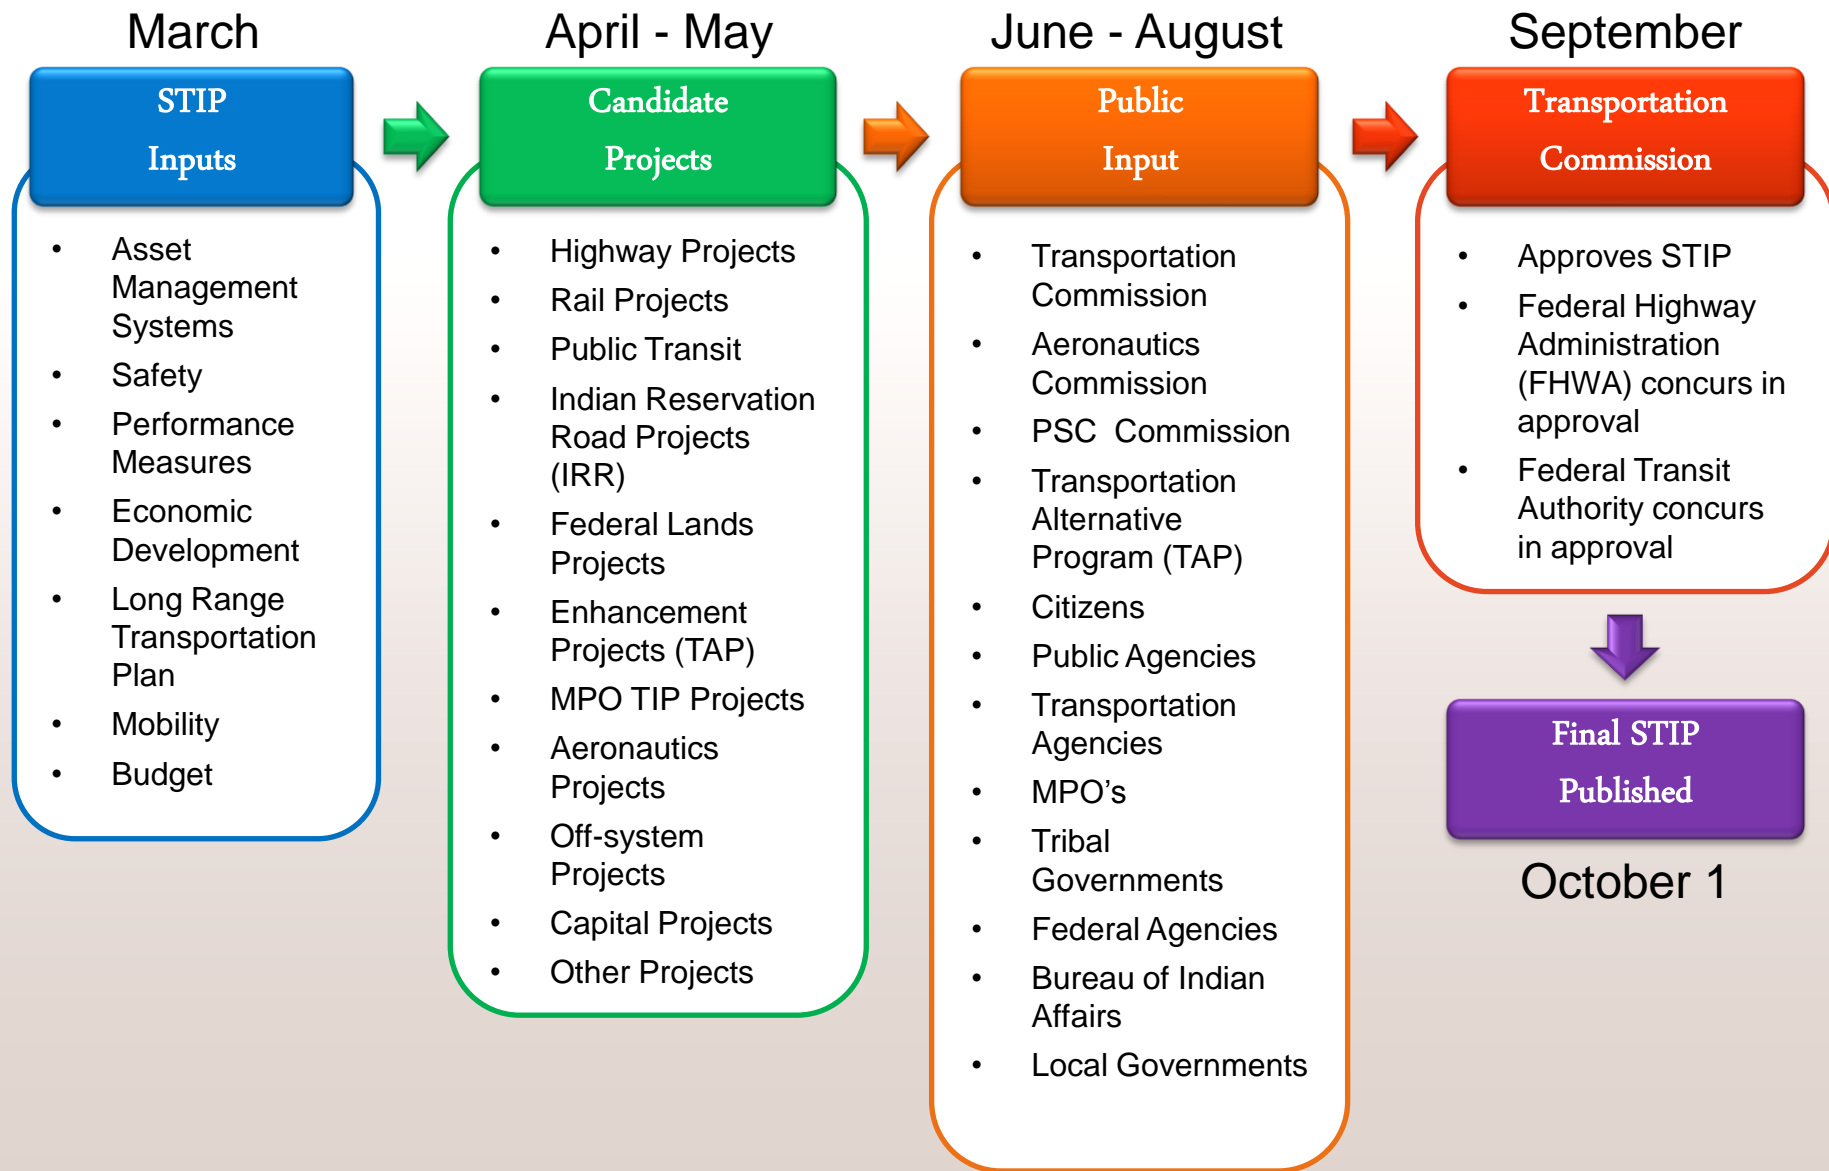 March
STIP
Inputs
• Asset
Management
Systems
• Safety
• Performance
Measures
• Economic
Development
• Long Range
Transportation
Plan
• Mobility
• Budget
April - May
Candidate
Projects
• Highway Projects
• Rail Projects
• Public Transit
• Indian Reservation
Road Projects
(IRR)
• Federal Lands
Projects
• Enhancement
Projects (TAP)
• MPO TIP Projects
• Aeronautics
Projects
• Off-system
Projects
• Capital Projects
• Other Projects
June - August
Public
Input
• Transportation
Commission
• Aeronautics
Commission
• PSC  Commission
• Transportation
Alternative
Program (TAP)
• Citizens
• Public Agencies
• Transportation
Agencies
• MPO’s
• Tribal
Governments
• Federal Agencies
• Bureau of Indian
Affairs
• Local Governments
September
Transportation
Commission
• Approves STIP
• Federal Highway
Administration
(FHWA) concurs in
approval
• Federal Transit
Authority concurs
in approval
Final STIP
Published
October 1